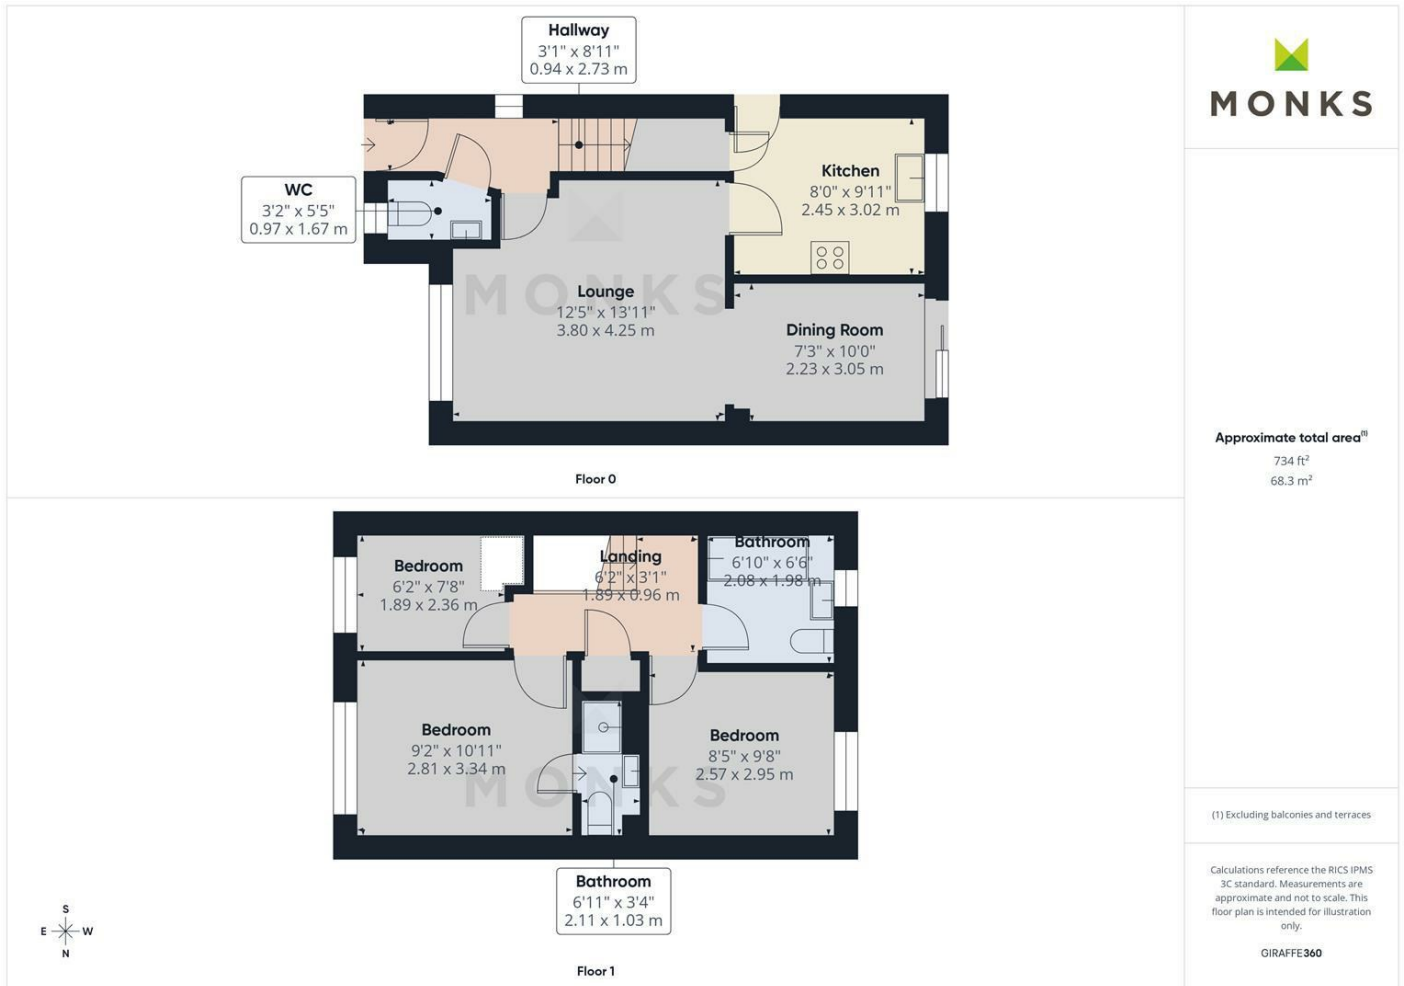 Hallway
3'1" x 8'11"
0.94 x 2.73 m
WC
3'2" x 5'5"
0.97 x 1.67 m
Kitchen
8'0" x 9'11"
2.45 x 3.02 m
MONKS
Lounge
12'5" x 13'11"
3.80 x 4.25 m
Dining Room
7'3" x 10'0"
2.23 x 3.05 m
Floor 0
Bedroom
6'2" x 7'8"
1.89 x 2.36 m
Landing
6'2" x 3'1"
1.89 x 0.96 m
Bathroom
6'10" x 6'6"
2.08 x 1.98 m
Bedroom
9'2" x 10'11"
2.81 x 3.34 m
Bedroom
8'5" x 9'8"
2.57 x 2.95 m
MONKS
Bathroom
6'11" x 3'4"
2.11 x 1.03 m
Floor 1
S
E W
N
MONKS
Approximate total area(1)
734 ft²
68.3 m²
(1) Excluding balconies and terraces
Calculations reference the RICS IPMS
3C standard. Measurements are
approximate and not to scale. This
floor plan is intended for illustration
only.
GIRAFFE360